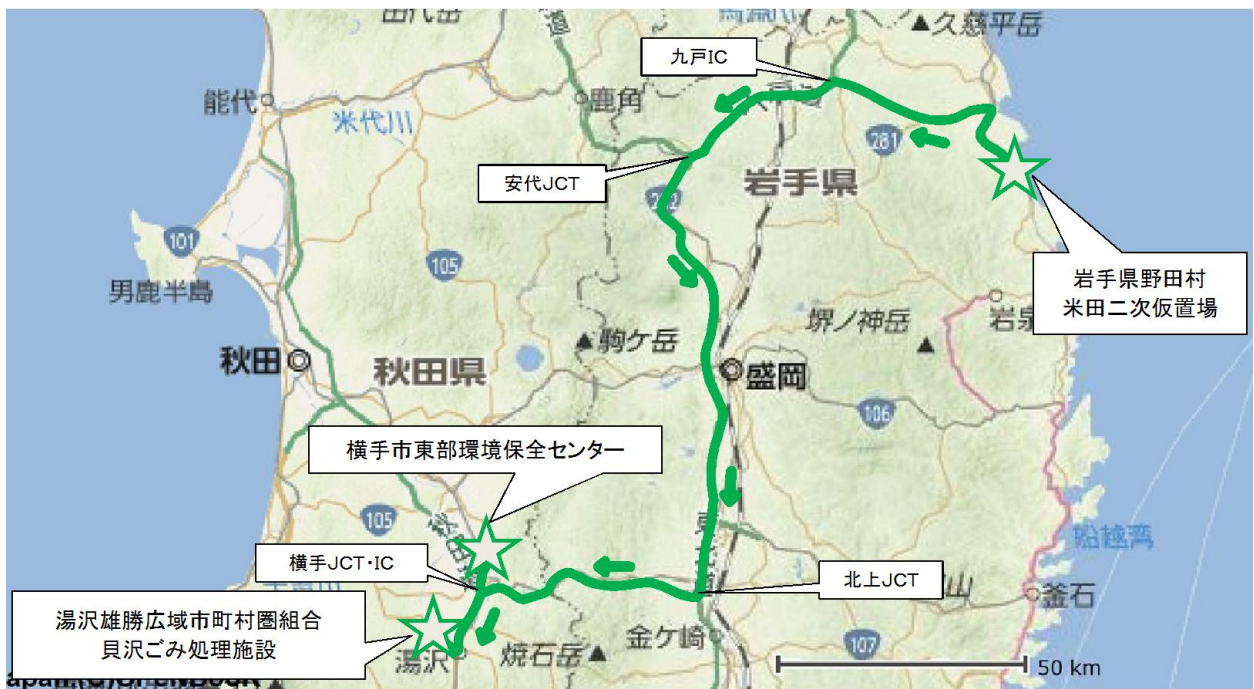 久慈平岳
九戸IC
能代
鹿角
米代川
281
安代JCT
岩手県
282
101
105
男鹿半島
岩手県野田村
米田二次仮置場
岩泉
堺ノ神岳
駒ケ岳
秋田
秋田県
盛岡
106
横手市東部環境保全センター
105
107
船越湾
横手JCT・IC
北上JCT
釜石
湯沢雄勝広域市町村圏組合
貝沢ごみ処理施設
湯沢
焼石岳
金ケ崎
50 km